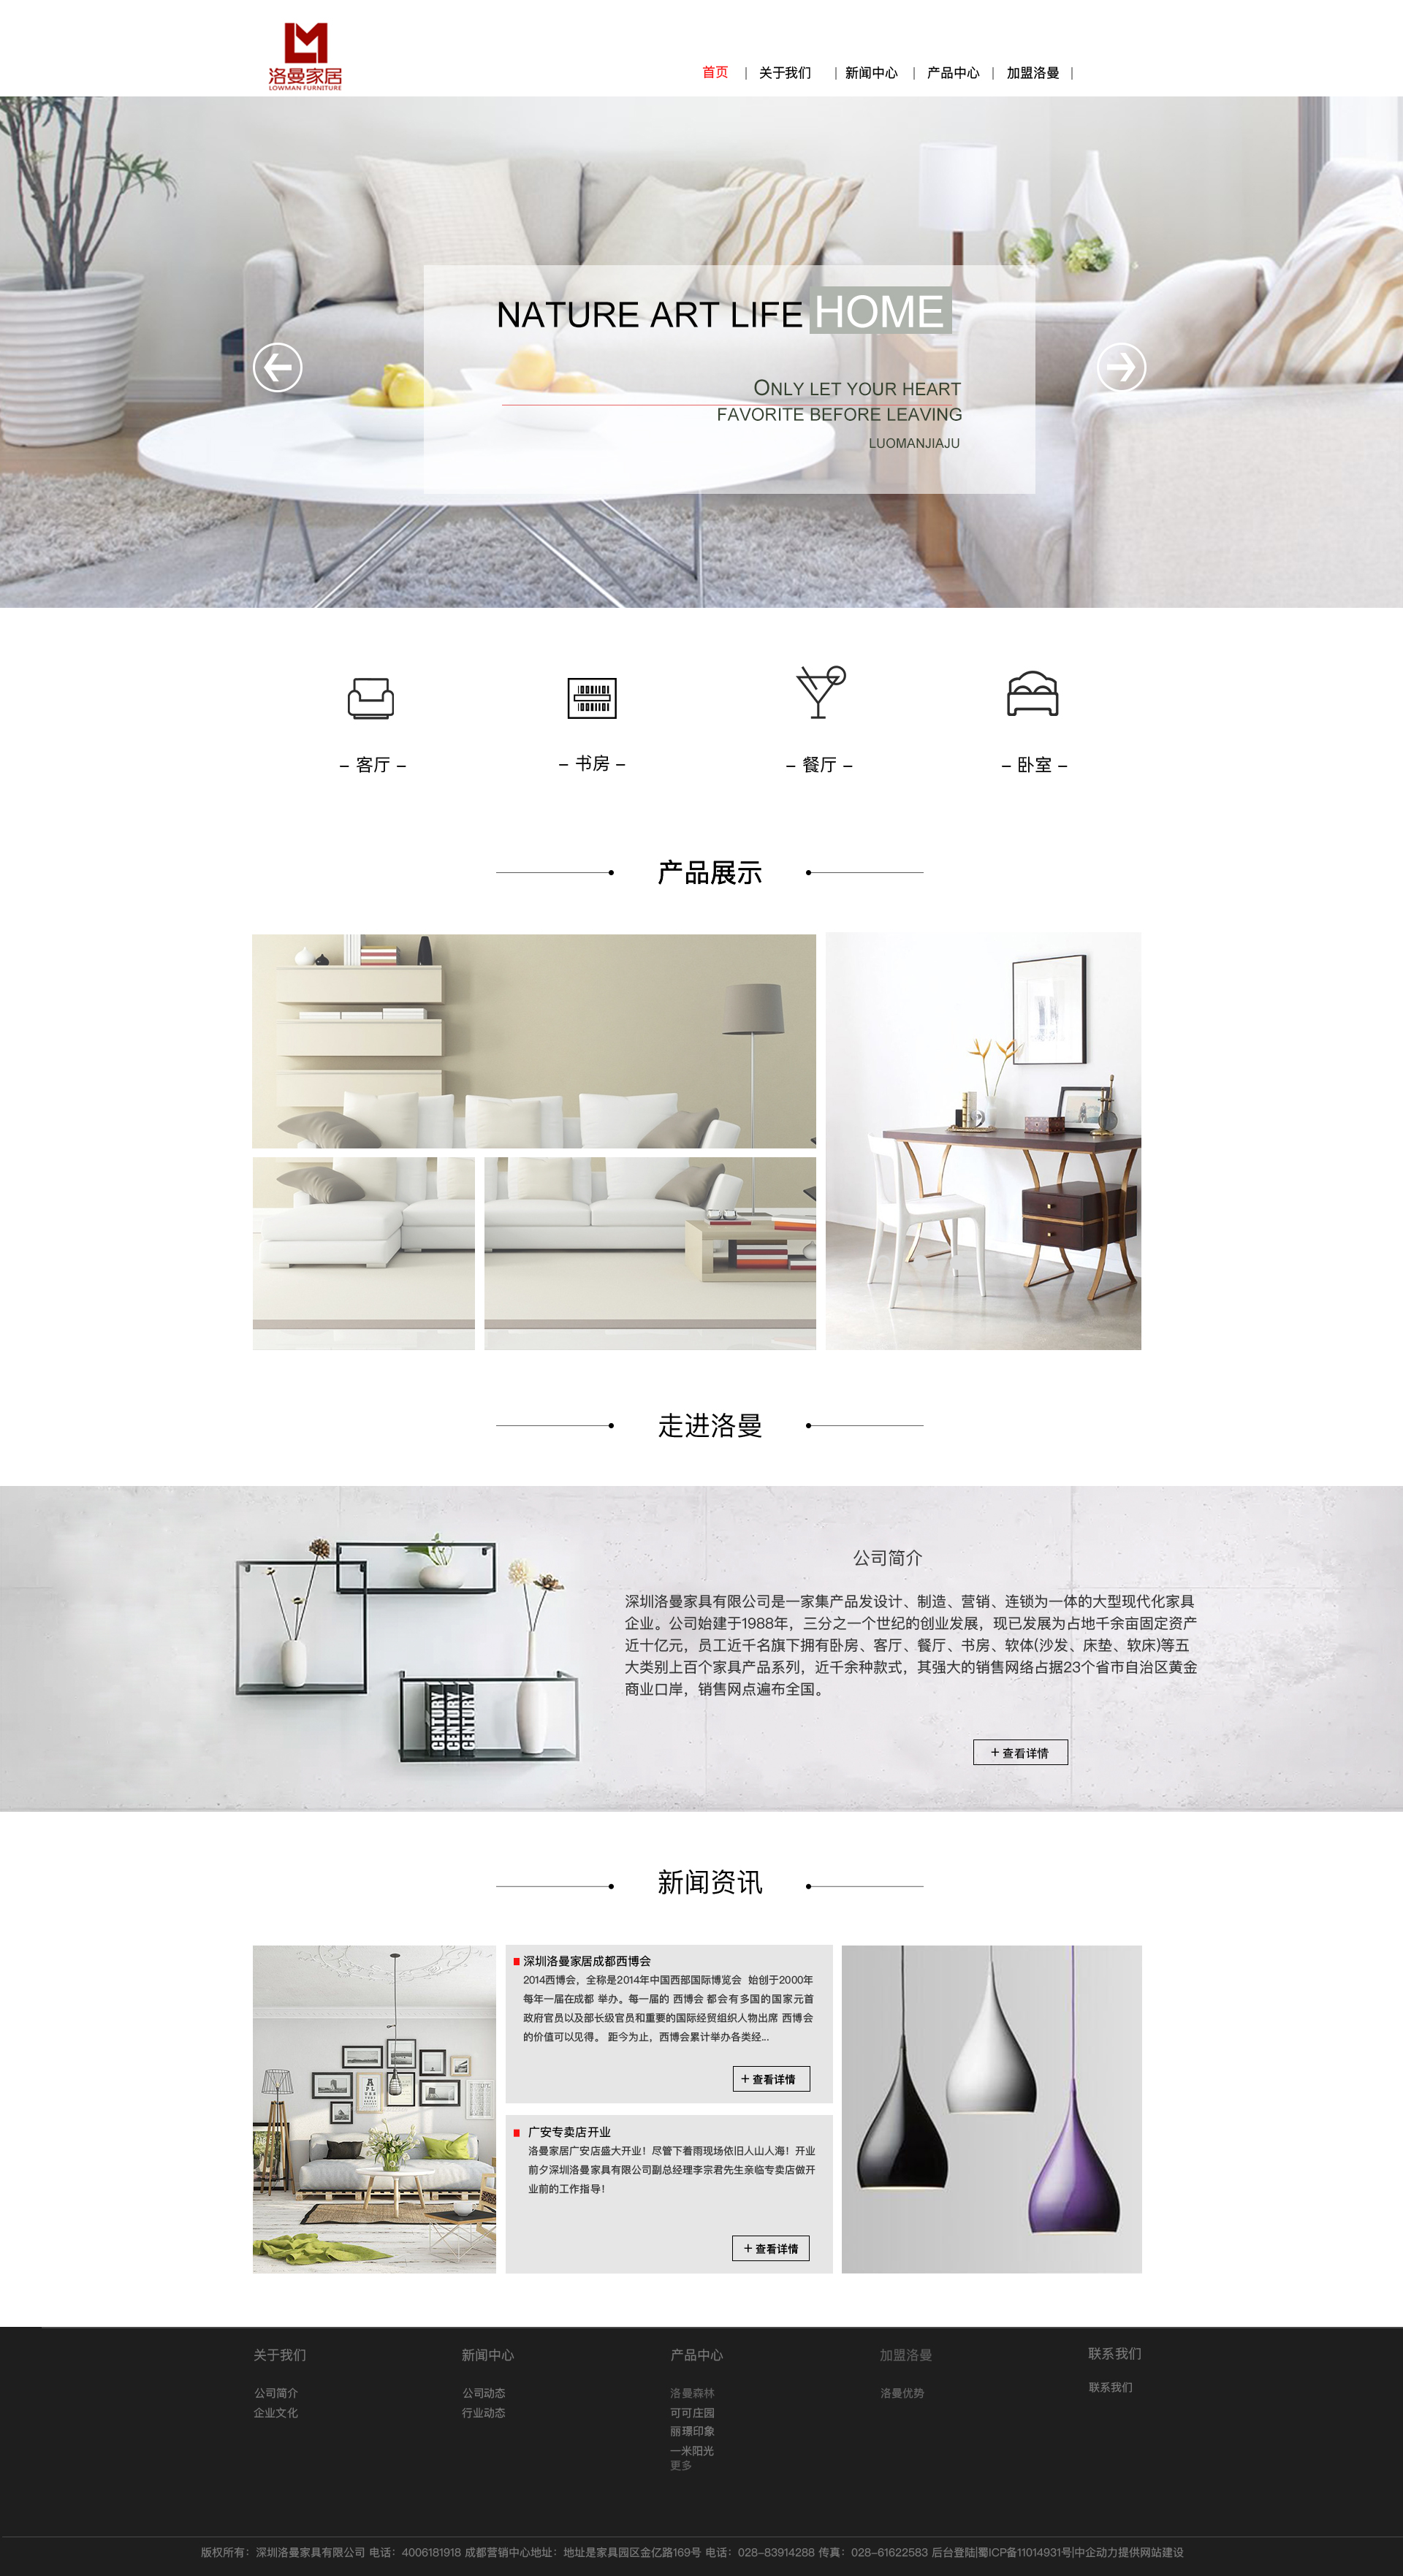 洛曼家居
LOWMAN FURNITURE
首页 | 关于我们 | 新闻中心 | 产品中心 | 加盟洛曼 |
NATURE ART LIFE HOME
ONLY LET YOUR HEART
FAVORITE BEFORE LEAVING
LUOMANJIAJU
– 客厅 –
– 书房 –
– 餐厅 –
– 卧室 –
产品展示
走进洛曼
公司简介
深圳洛曼家具有限公司是一家集产品发设计、制造、营销、连锁为一体的大型现代化家具
企业。公司始建于1988年，三分之一个世纪的创业发展，现已发展为占地千余亩固定资产
近十亿元，员工近千名旗下拥有卧房、客厅、餐厅、书房、软体(沙发、床垫、软床)等五
大类别上百个家具产品系列，近千余种款式，其强大的销售网络占据23个省市自治区黄金
商业口岸，销售网点遍布全国。
CENTURY
CENTURY
CENTURY
+ 查看详情
新闻资讯
深圳洛曼家居成都西博会
2014西博会，全称是2014年中国西部国际博览会 始创于2000年
每年一届在成都 举办。每一届的 西博会 都会有多国的国家元首
政府官员以及部长级官员和重要的国际经贸组织人物出席 西博会
的价值可以见得。 距今为止，西博会累计举办各类经...
+ 查看详情
广安专卖店开业
洛曼家居广安店盛大开业！尽管下着雨现场依旧人山人海！开业
前夕深圳洛曼家具有限公司副总经理李宗君先生亲临专卖店做开
业前的工作指导！
+ 查看详情
关于我们
公司简介
企业文化
新闻中心
公司动态
行业动态
产品中心
洛曼森林
可可庄园
丽璟印象
一米阳光
更多
加盟洛曼
洛曼优势
联系我们
联系我们
版权所有：深圳洛曼家具有限公司 电话：4006181918 成都营销中心地址：地址是家具园区金亿路169号 电话：028-83914288 传真：028-61622583 后台登陆|蜀ICP备11014931号|中企动力提供网站建设